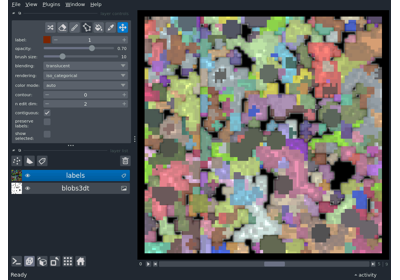 File View Plugins Window Help
label: 1
opacity: 0.70
brush size: 10
blending: translucent
rendering: iso_categorical
color mode: auto
contour: 0
n edit dim: 2
contiguous:
preserve labels:
show selected:
labels
blobs3dt
Ready
activity